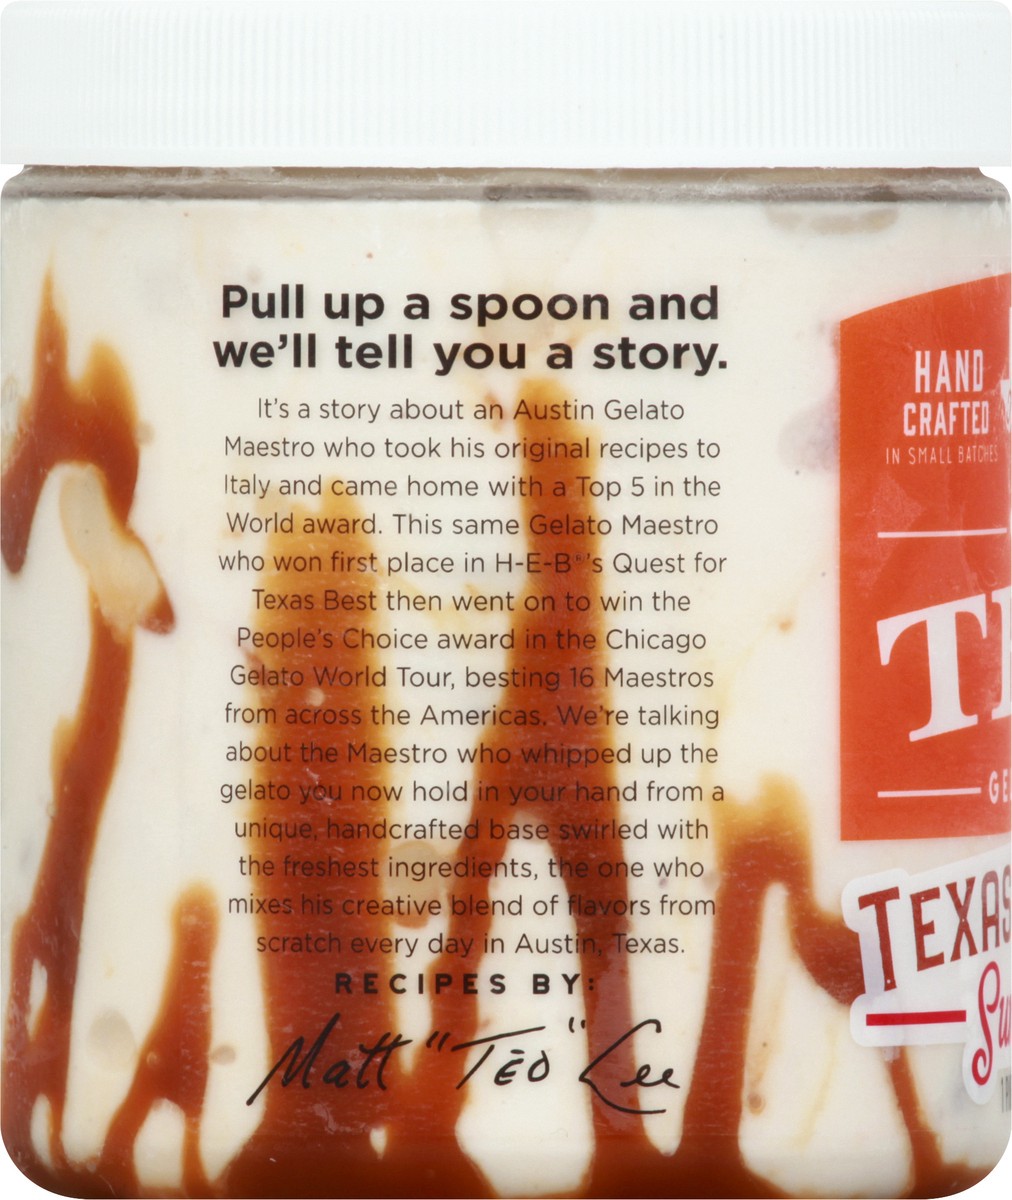 Pull up a spoon and
we'll tell you a story.
It's a story about an Austin Gelato
Maestro who took his original recipes to
Italy and came home with a Top 5 in the
World award. This same Gelato Maestro
who won first place in H-E-B®'s Quest for
Texas Best then went on to win the
People's Choice award in the Chicago
Gelato World Tour, besting 16 Maestros
from across the Americas. We're talking
about the Maestro who whipped up the
gelato you now hold in your hand from a
unique, handcrafted base swirled with
the freshest ingredients, the one who
mixes his creative blend of flavors from
scratch every day in Austin, Texas.
RECIPES BY:
Matt "Tēo" Lee
HAND
CRAFTED
IN SMALL BATCHES
TEXAS